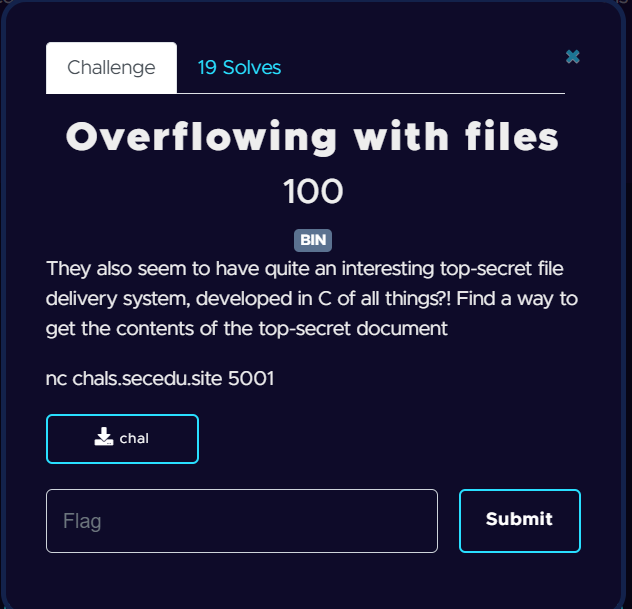 Challenge
19 Solves
Overflowing with files
100
BIN
They also seem to have quite an interesting top-secret file
delivery system, developed in C of all things?! Find a way to
get the contents of the top-secret document
nc chals.secedu.site 5001
chal
Flag
Submit